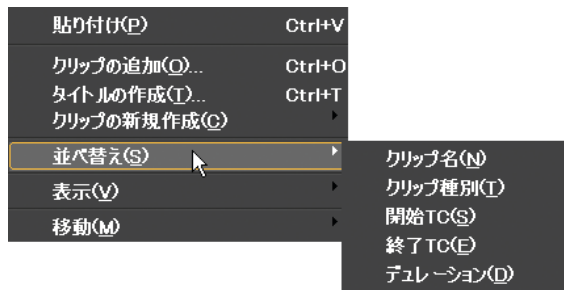 貼り付け(P) Ctrl+V
クリップの追加(O)... Ctrl+O
タイトルの作成(T)... Ctrl+T
クリップの新規作成(C)
並べ替え(S)
表示(V)
移動(M)
クリップ名(N)
クリップ種別(T)
開始TC(S)
終了TC(E)
デュレーション(D)